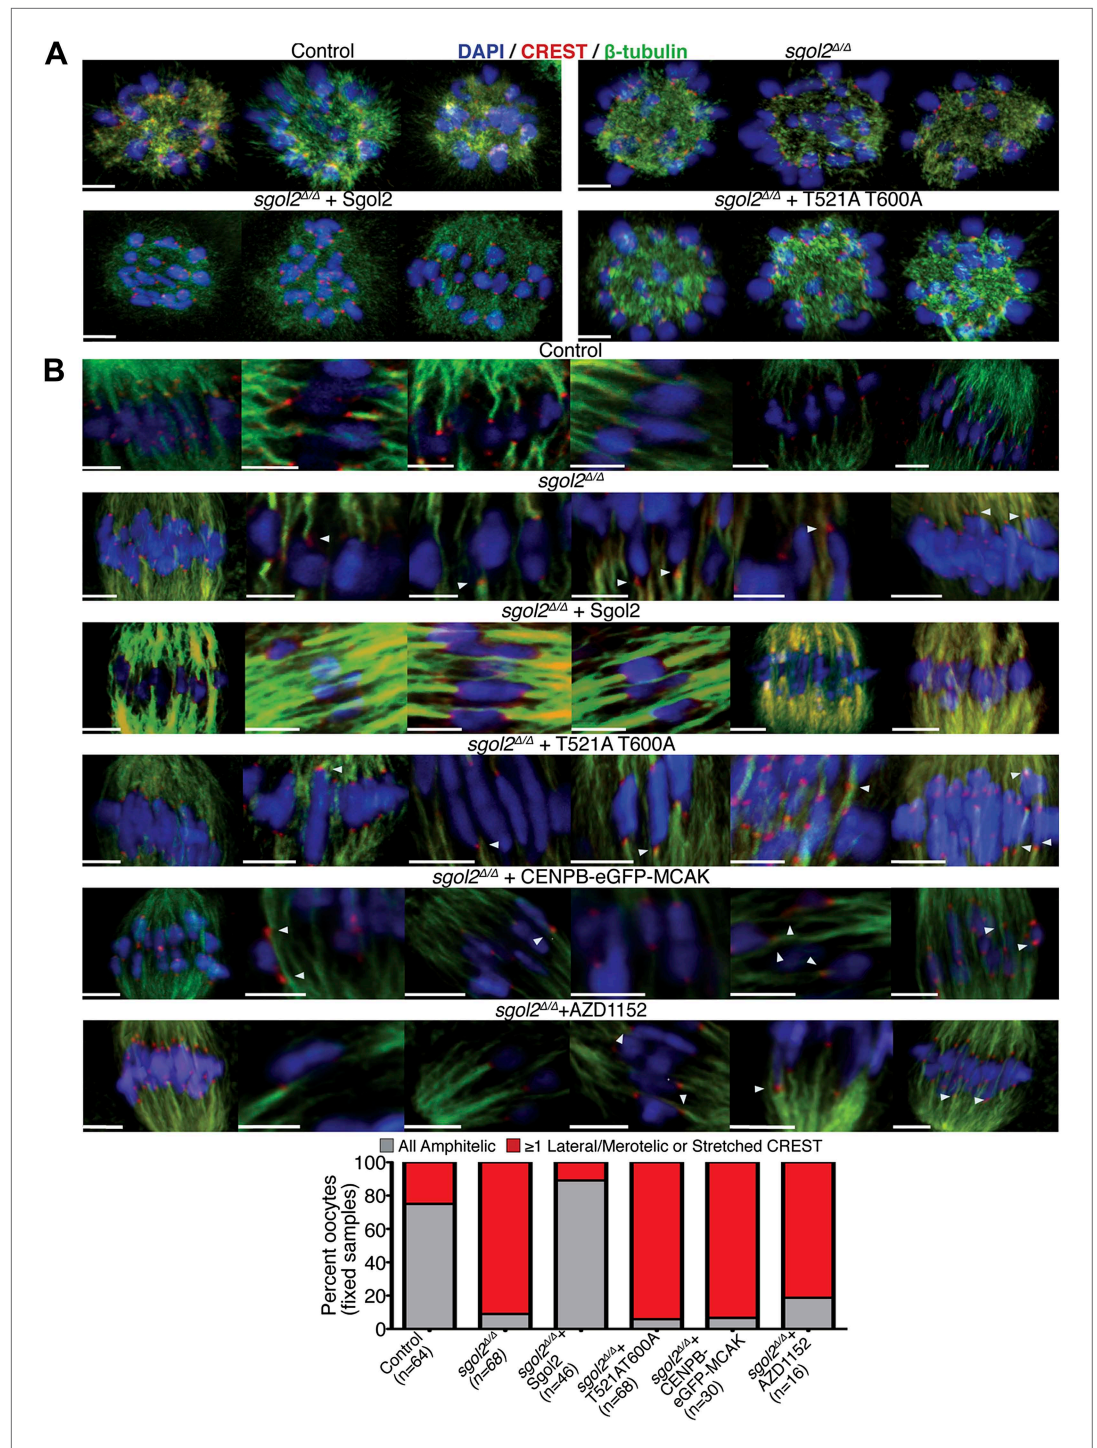 A
Control
DAPI / CREST / ß-tubulin
sgol2Δ/Δ
sgol2Δ/Δ + Sgol2
sgol2Δ/Δ + T521A T600A
B
Control
sgol2Δ/Δ
sgol2Δ/Δ + Sgol2
sgol2Δ/Δ + T521A T600A
sgol2Δ/Δ + CENPB-eGFP-MCAK
sgol2Δ/Δ+AZD1152
All Amphitelic
≥1 Lateral/Merotelic or Stretched CREST
Percent oocytes
(fixed samples)
100
80
60
40
20
0
Control
(n=64)
sgol2Δ/Δ
(n=68)
sgol2Δ/Δ+
Sgol2
(n=46)
sgol2Δ/Δ+
T521AT600A
(n=68)
sgol2Δ/Δ+
CENPB-
eGFP-MCAK
(n=30)
sgol2Δ/Δ+
AZD1152
(n=16)